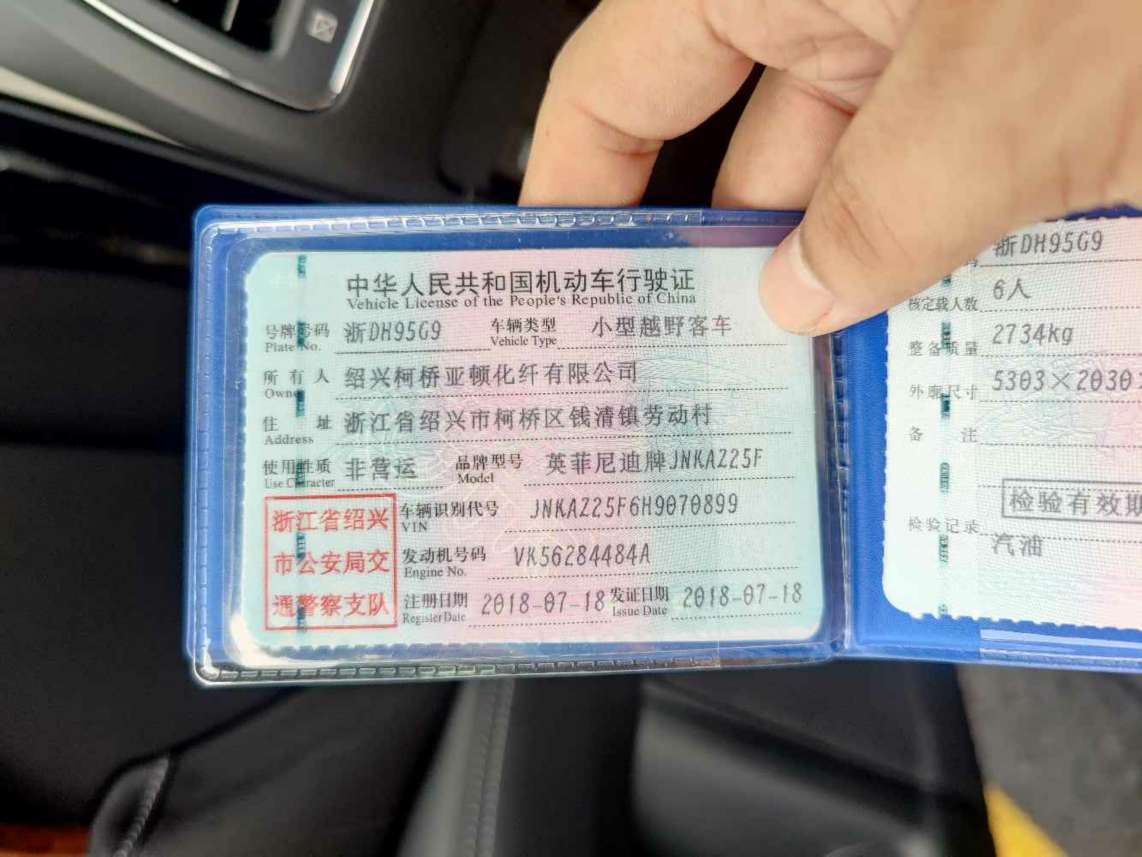 中华人民共和国机动车行驶证
Vehicle License of the People's Republic of China
号牌号码 浙DH95G9 车辆类型 小型越野客车
Plate No. Vehicle Type
所有人 绍兴柯桥亚顿化纤有限公司
Owner
住址 浙江省绍兴市柯桥区钱清镇劳动村
Address
使用性质 非营运 品牌型号 英菲尼迪牌JNKAZ25F
Use Character Model
浙江省绍兴
市公安局交
通警察支队
车辆识别代号 JNKAZ25F6H9070899
VIN
发动机号码 VK56284484A
Engine No.
注册日期 2018-07-18 发证日期 2018-07-18
Register Date Issue Date
浙DH95G9
核定载人数 6人
整备质量 2734kg
外廓尺寸 5303×2030
备注
检验有效期
检验记录
汽油